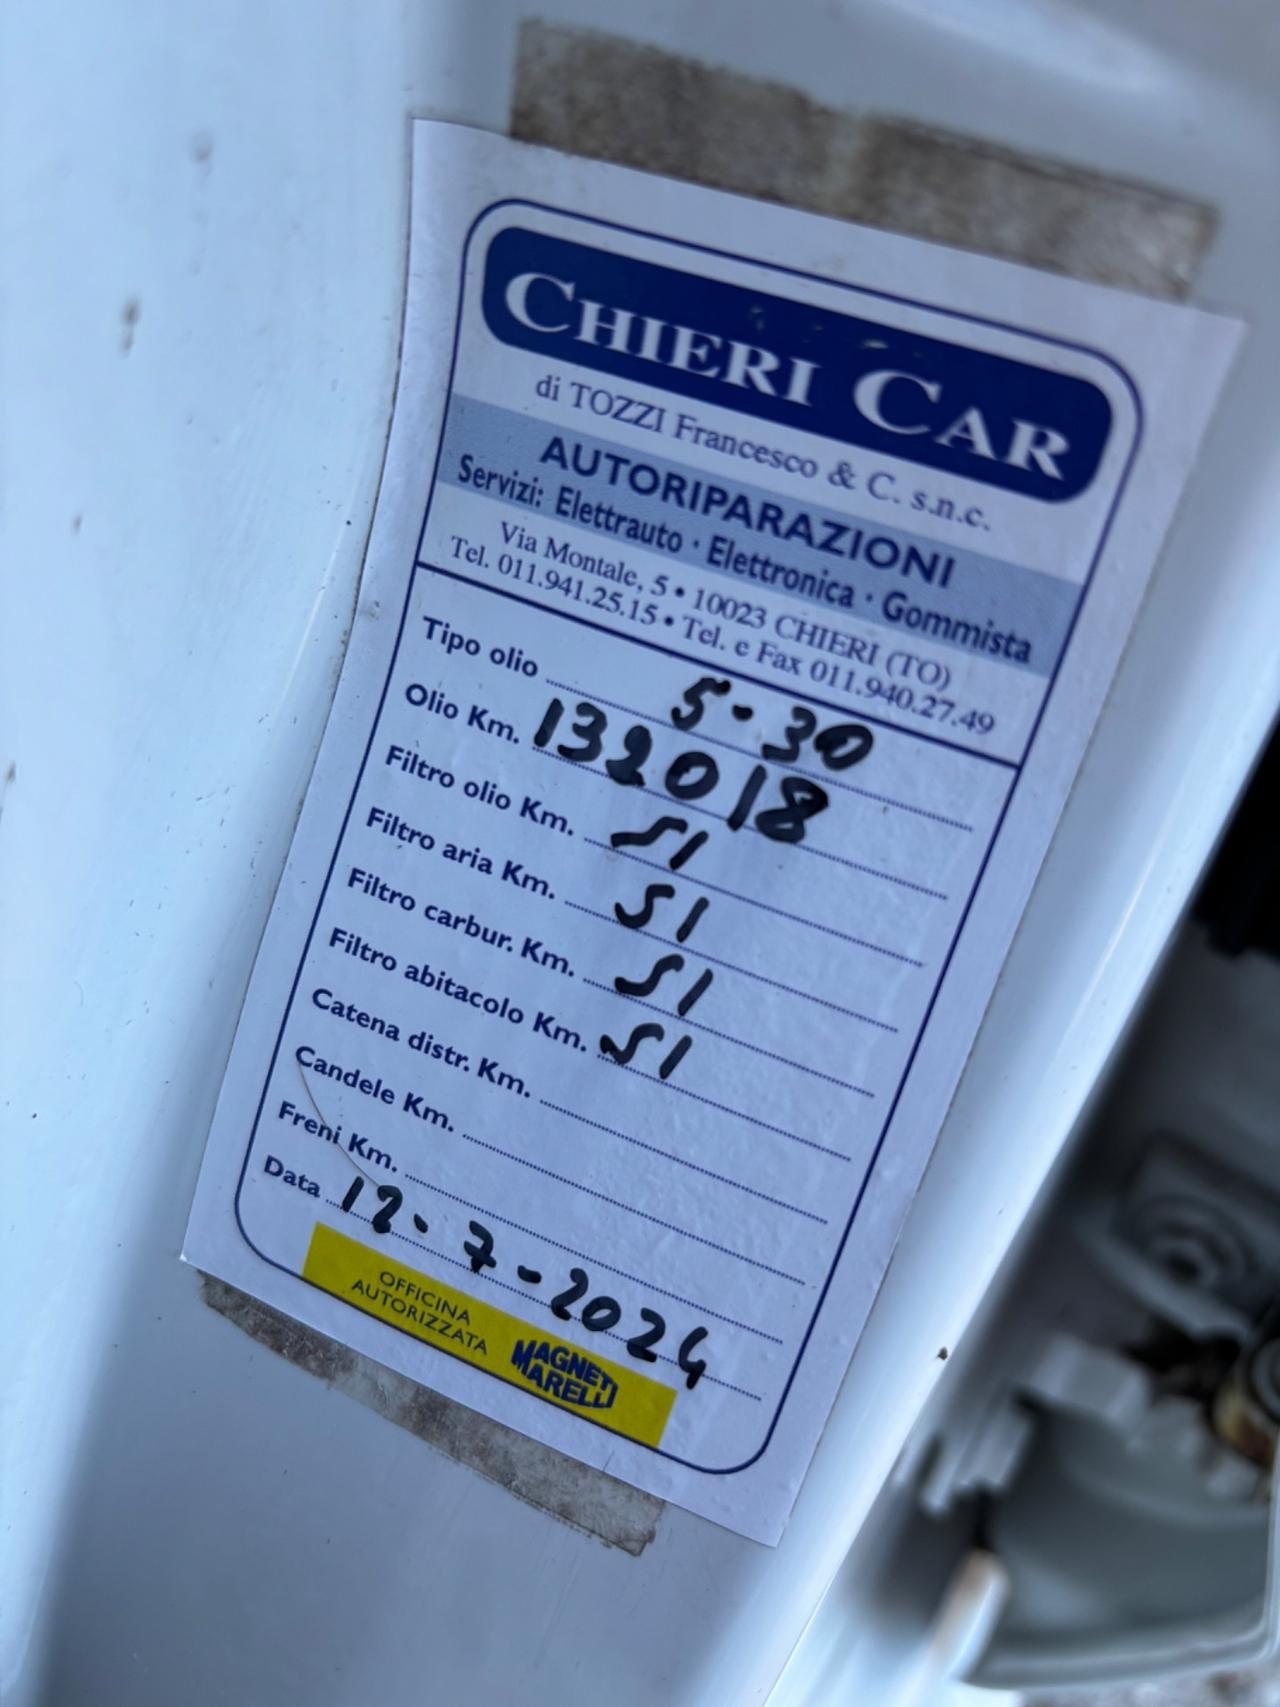 CHIERI CAR
di TOZZI Francesco & C. s.n.c.
AUTORIPARAZIONI
Servizi: Elettrauto · Elettronica · Gommista
Via Montale, 5 • 10023 CHIERI (TO)
Tel. 011.941.25.15 • Tel. e Fax 011.940.27.49
Tipo olio 5-30
Olio Km. 132018
Filtro olio Km. SI
Filtro aria Km. SI
Filtro carbur. Km. SI
Filtro abitacolo Km. SI
Catena distr. Km.
Candele Km.
Freni Km.
Data 12-7-2024
OFFICINA
AUTORIZZATA
MAGNETI
MARELLI